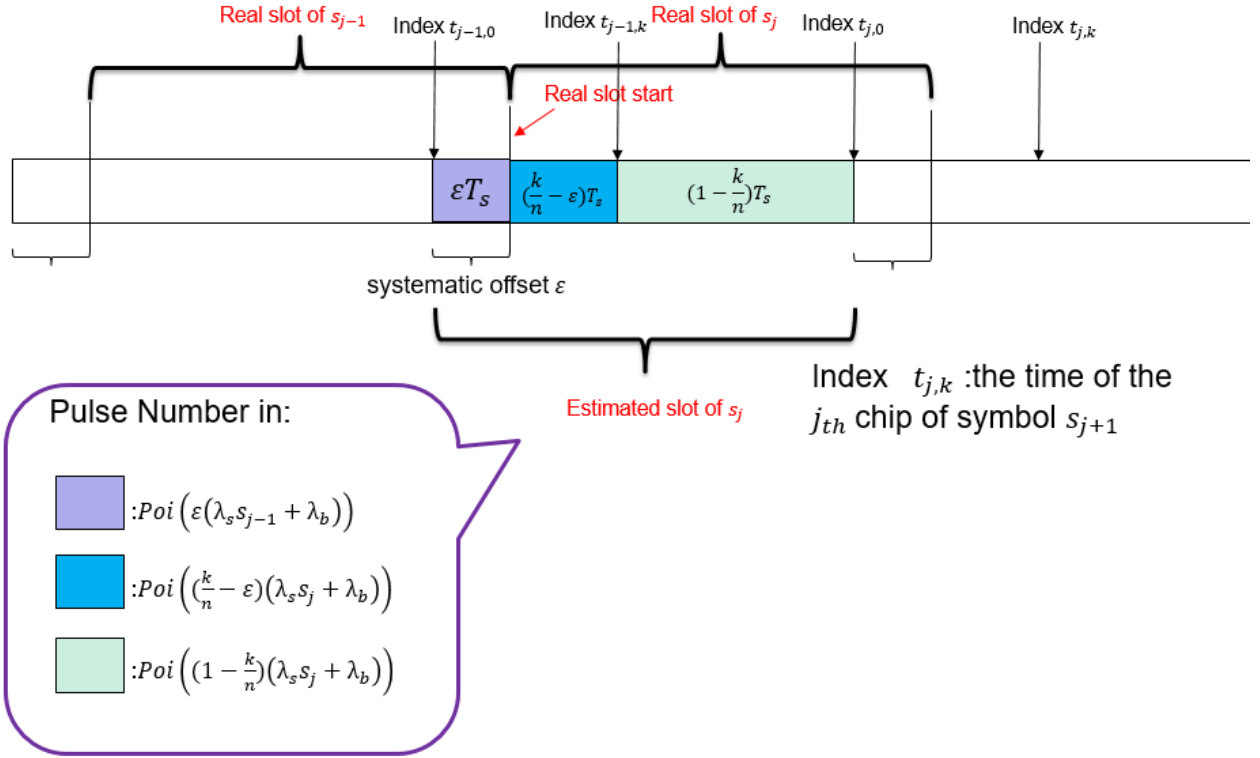 Real slot of s_{j−1}
Index t_{j−1,0}
Index t_{j−1,k}
Real slot of s_j
Index t_{j,0}
Index t_{j,k}
Real slot start
εT_s
(k/n − ε)T_s
(1 − k/n)T_s
systematic offset ε
Estimated slot of s_j
Index t_{j,k} :the time of the
j_{th} chip of symbol s_{j+1}
Pulse Number in:
:Poi(ε(λ_s s_{j−1} + λ_b))
:Poi((k/n − ε)(λ_s s_j + λ_b))
:Poi((1 − k/n)(λ_s s_j + λ_b))